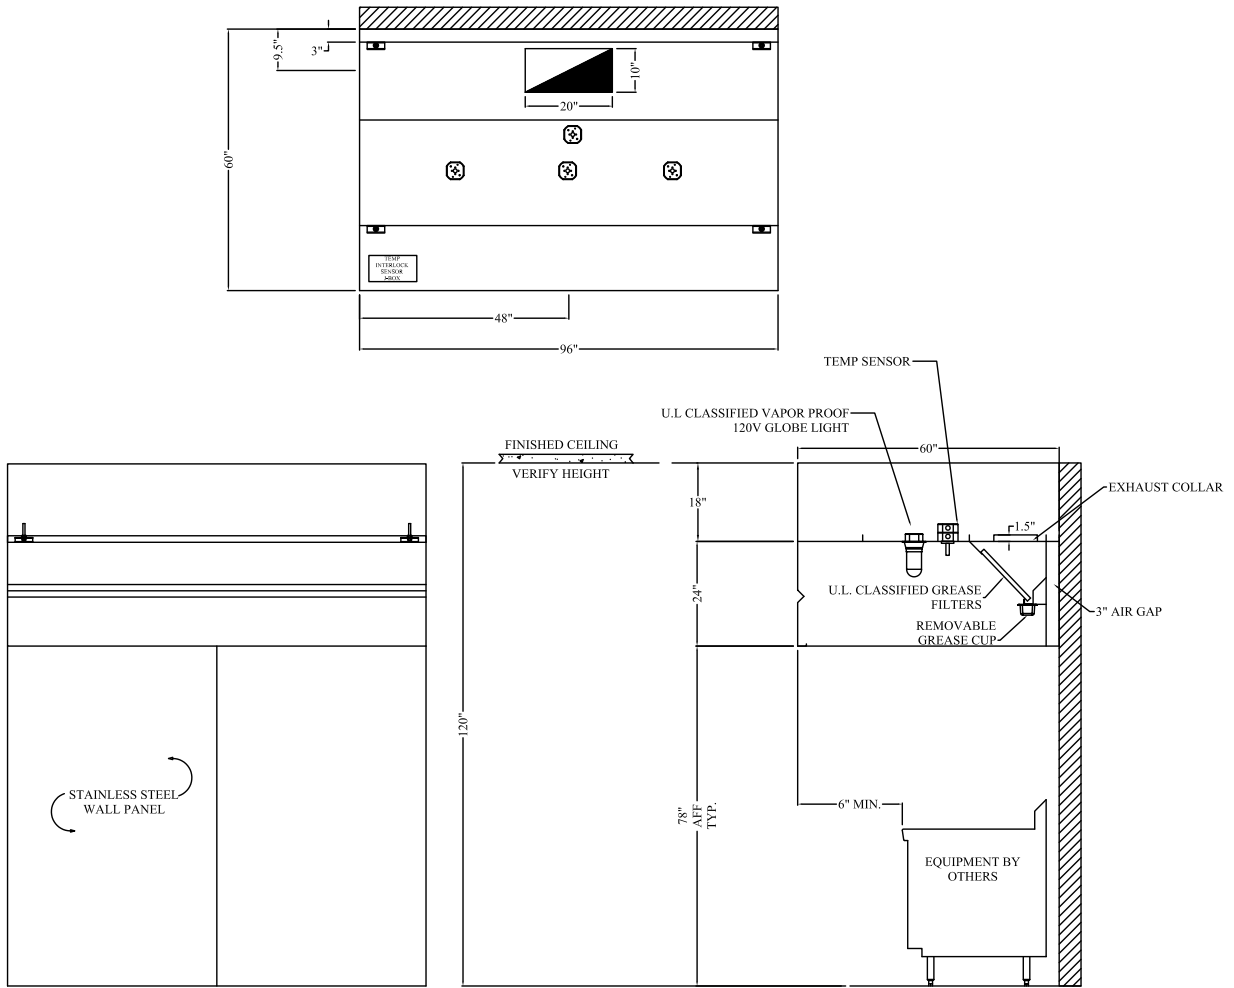 9.5"
3"
10"
20"
60"
TEMP
INTERLOCK
SENSOR
J-BOX
48"
96"
TEMP SENSOR
U.L CLASSIFIED VAPOR PROOF
120V GLOBE LIGHT
FINISHED CEILING
VERIFY HEIGHT
60"
18"
EXHAUST COLLAR
1.5"
24"
U.L. CLASSIFIED GREASE
FILTERS
3" AIR GAP
REMOVABLE
GREASE CUP
120"
STAINLESS STEEL
WALL PANEL
78"
AFF
TYP.
6" MIN.
EQUIPMENT BY
OTHERS